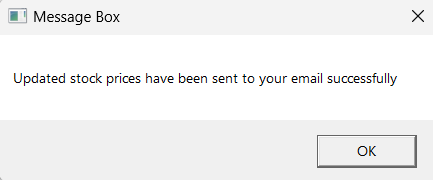 Message Box
Updated stock prices have been sent to your email successfully
OK